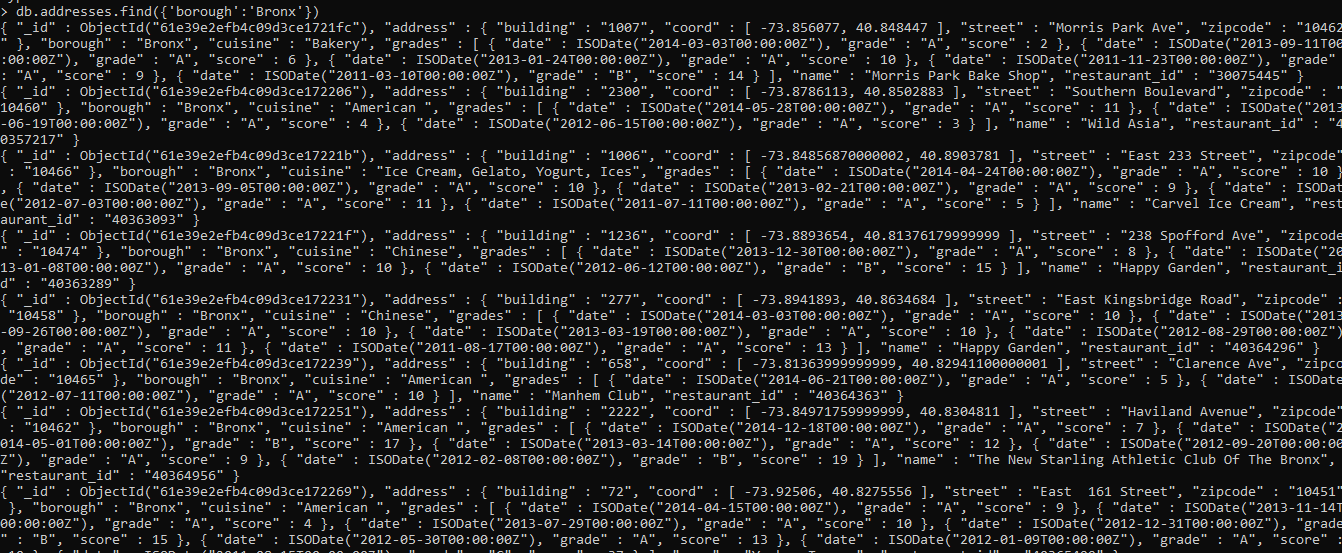 > db.addresses.find({'borough':'Bronx'})
{ "_id" : ObjectId("61e39e2efb4c09d3ce1721fc"), "address" : { "building" : "1007", "coord" : [ -73.856077, 40.848447 ], "street" : "Morris Park Ave", "zipcode" : "10462
" }, "borough" : "Bronx", "cuisine" : "Bakery", "grades" : [ { "date" : ISODate("2014-03-03T00:00:00Z"), "grade" : "A", "score" : 2 }, { "date" : ISODate("2013-09-11T00
:00:00Z"), "grade" : "A", "score" : 6 }, { "date" : ISODate("2013-01-24T00:00:00Z"), "grade" : "A", "score" : 10 }, { "date" : ISODate("2011-11-23T00:00:00Z"), "grade"
: "A", "score" : 9 }, { "date" : ISODate("2011-03-10T00:00:00Z"), "grade" : "B", "score" : 14 } ], "name" : "Morris Park Bake Shop", "restaurant_id" : "30075445" }
{ "_id" : ObjectId("61e39e2efb4c09d3ce172206"), "address" : { "building" : "2300", "coord" : [ -73.8786113, 40.8502883 ], "street" : "Southern Boulevard", "zipcode" : "
10460" }, "borough" : "Bronx", "cuisine" : "American ", "grades" : [ { "date" : ISODate("2014-05-28T00:00:00Z"), "grade" : "A", "score" : 11 }, { "date" : ISODate("2013
-06-19T00:00:00Z"), "grade" : "A", "score" : 4 }, { "date" : ISODate("2012-06-15T00:00:00Z"), "grade" : "A", "score" : 3 } ], "name" : "Wild Asia", "restaurant_id" : "4
0357217" }
{ "_id" : ObjectId("61e39e2efb4c09d3ce17221b"), "address" : { "building" : "1006", "coord" : [ -73.84856870000002, 40.8903781 ], "street" : "East 233 Street", "zipcode"
: "10466" }, "borough" : "Bronx", "cuisine" : "Ice Cream, Gelato, Yogurt, Ices", "grades" : [ { "date" : ISODate("2014-04-24T00:00:00Z"), "grade" : "A", "score" : 10 }
, { "date" : ISODate("2013-09-05T00:00:00Z"), "grade" : "A", "score" : 10 }, { "date" : ISODate("2013-02-21T00:00:00Z"), "grade" : "A", "score" : 9 }, { "date" : ISODat
e("2012-07-03T00:00:00Z"), "grade" : "A", "score" : 11 }, { "date" : ISODate("2011-07-11T00:00:00Z"), "grade" : "A", "score" : 5 } ], "name" : "Carvel Ice Cream", "rest
aurant_id" : "40363093" }
{ "_id" : ObjectId("61e39e2efb4c09d3ce17221f"), "address" : { "building" : "1236", "coord" : [ -73.8893654, 40.81376179999999 ], "street" : "238 Spofford Ave", "zipcode
" : "10474" }, "borough" : "Bronx", "cuisine" : "Chinese", "grades" : [ { "date" : ISODate("2013-12-30T00:00:00Z"), "grade" : "A", "score" : 8 }, { "date" : ISODate("20
13-01-08T00:00:00Z"), "grade" : "A", "score" : 10 }, { "date" : ISODate("2012-06-12T00:00:00Z"), "grade" : "B", "score" : 15 } ], "name" : "Happy Garden", "restaurant_i
d" : "40363289" }
{ "_id" : ObjectId("61e39e2efb4c09d3ce172231"), "address" : { "building" : "277", "coord" : [ -73.8941893, 40.8634684 ], "street" : "East Kingsbridge Road", "zipcode" :
"10458" }, "borough" : "Bronx", "cuisine" : "Chinese", "grades" : [ { "date" : ISODate("2014-03-03T00:00:00Z"), "grade" : "A", "score" : 10 }, { "date" : ISODate("2013
-09-26T00:00:00Z"), "grade" : "A", "score" : 10 }, { "date" : ISODate("2013-03-19T00:00:00Z"), "grade" : "A", "score" : 10 }, { "date" : ISODate("2012-08-29T00:00:00Z")
, "grade" : "A", "score" : 11 }, { "date" : ISODate("2011-08-17T00:00:00Z"), "grade" : "A", "score" : 13 } ], "name" : "Happy Garden", "restaurant_id" : "40364296" }
{ "_id" : ObjectId("61e39e2efb4c09d3ce172239"), "address" : { "building" : "658", "coord" : [ -73.81363999999999, 40.82941100000001 ], "street" : "Clarence Ave", "zipco
de" : "10465" }, "borough" : "Bronx", "cuisine" : "American ", "grades" : [ { "date" : ISODate("2014-06-21T00:00:00Z"), "grade" : "A", "score" : 5 }, { "date" : ISODate
("2012-07-11T00:00:00Z"), "grade" : "A", "score" : 10 } ], "name" : "Manhem Club", "restaurant_id" : "40364363" }
{ "_id" : ObjectId("61e39e2efb4c09d3ce172251"), "address" : { "building" : "2222", "coord" : [ -73.84971759999999, 40.8304811 ], "street" : "Haviland Avenue", "zipcode"
: "10462" }, "borough" : "Bronx", "cuisine" : "American ", "grades" : [ { "date" : ISODate("2014-12-18T00:00:00Z"), "grade" : "A", "score" : 7 }, { "date" : ISODate("2
014-05-01T00:00:00Z"), "grade" : "B", "score" : 17 }, { "date" : ISODate("2013-03-14T00:00:00Z"), "grade" : "A", "score" : 12 }, { "date" : ISODate("2012-09-20T00:00:00
Z"), "grade" : "A", "score" : 9 }, { "date" : ISODate("2012-02-08T00:00:00Z"), "grade" : "B", "score" : 19 } ], "name" : "The New Starling Athletic Club Of The Bronx",
"restaurant_id" : "40364956" }
{ "_id" : ObjectId("61e39e2efb4c09d3ce172269"), "address" : { "building" : "72", "coord" : [ -73.92506, 40.8275556 ], "street" : "East  161 Street", "zipcode" : "10451"
}, "borough" : "Bronx", "cuisine" : "American ", "grades" : [ { "date" : ISODate("2014-04-15T00:00:00Z"), "grade" : "A", "score" : 9 }, { "date" : ISODate("2013-11-14T
00:00:00Z"), "grade" : "A", "score" : 4 }, { "date" : ISODate("2013-07-29T00:00:00Z"), "grade" : "A", "score" : 10 }, { "date" : ISODate("2012-12-31T00:00:00Z"), "grade
" : "B", "score" : 15 }, { "date" : ISODate("2012-05-30T00:00:00Z"), "grade" : "A", "score" : 13 }, { "date" : ISODate("2012-01-09T00:00:00Z"), "grade" : "A", "score"